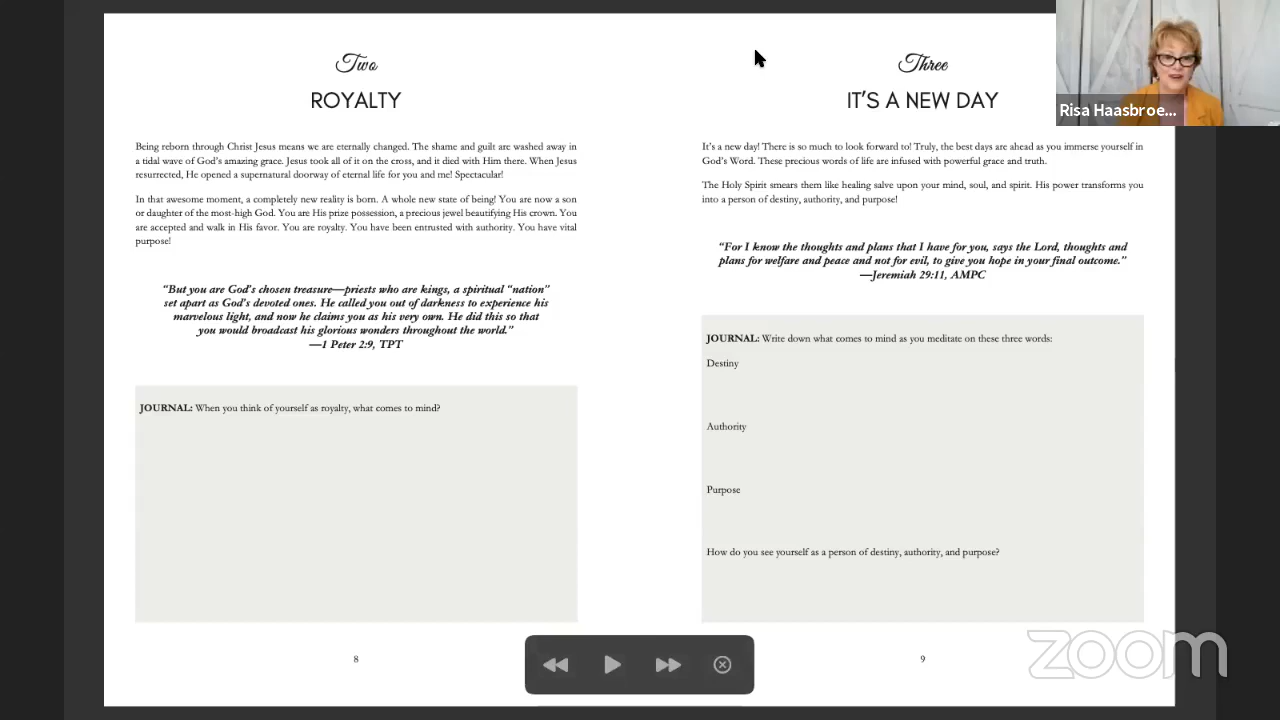 Two
ROYALTY
Being reborn through Christ Jesus means we are eternally changed. The shame and guilt are washed away in
a tidal wave of God's amazing grace. Jesus took all of it on the cross, and it died with Him there. When Jesus
resurrected, He opened a supernatural doorway of eternal life for you and me! Spectacular!
In that awesome moment, a completely new reality is born. A whole new state of being! You are now a son
or daughter of the most-high God. You are His prize possession, a precious jewel beautifying His crown. You
are accepted and walk in His favor. You are royalty. You have been entrusted with authority. You have vital
purpose!
“But you are God's chosen treasure—priests who are kings, a spiritual “nation”
set apart as God's devoted ones. He called you out of darkness to experience his
marvelous light, and now he claims you as his very own. He did this so that
you would broadcast his glorious wonders throughout the world.”
—1 Peter 2:9, TPT
JOURNAL: When you think of yourself as royalty, what comes to mind?
8
Three
IT'S A NEW DAY
It's a new day! There is so much to look forward to! Truly, the best days are ahead as you immerse yourself in
God's Word. These precious words of life are infused with powerful grace and truth.
The Holy Spirit smears them like healing salve upon your mind, soul, and spirit. His power transforms you
into a person of destiny, authority, and purpose!
“For I know the thoughts and plans that I have for you, says the Lord, thoughts and
plans for welfare and peace and not for evil, to give you hope in your final outcome.”
—Jeremiah 29:11, AMPC
JOURNAL: Write down what comes to mind as you meditate on these three words:
Destiny
Authority
Purpose
How do you see yourself as a person of destiny, authority, and purpose?
9
Risa Haasbroe...
zoom